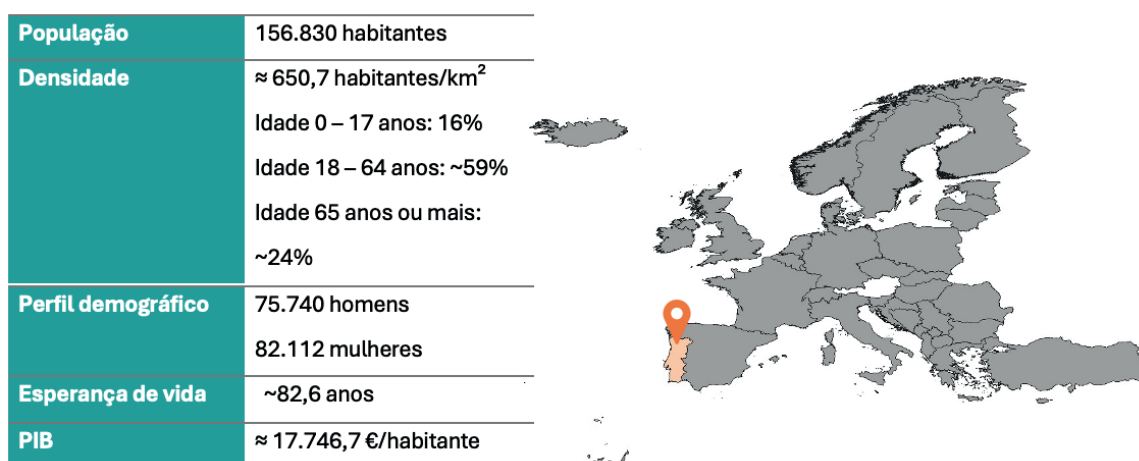 População 156.830 habitantes
Densidade ≈ 650,7 habitantes/km²
Idade 0 – 17 anos: 16%
Idade 18 – 64 anos: ~59%
Idade 65 anos ou mais:
~24%
Perfil demográfico 75.740 homens
82.112 mulheres
Esperança de vida ~82,6 anos
PIB ≈ 17.746,7 €/habitante